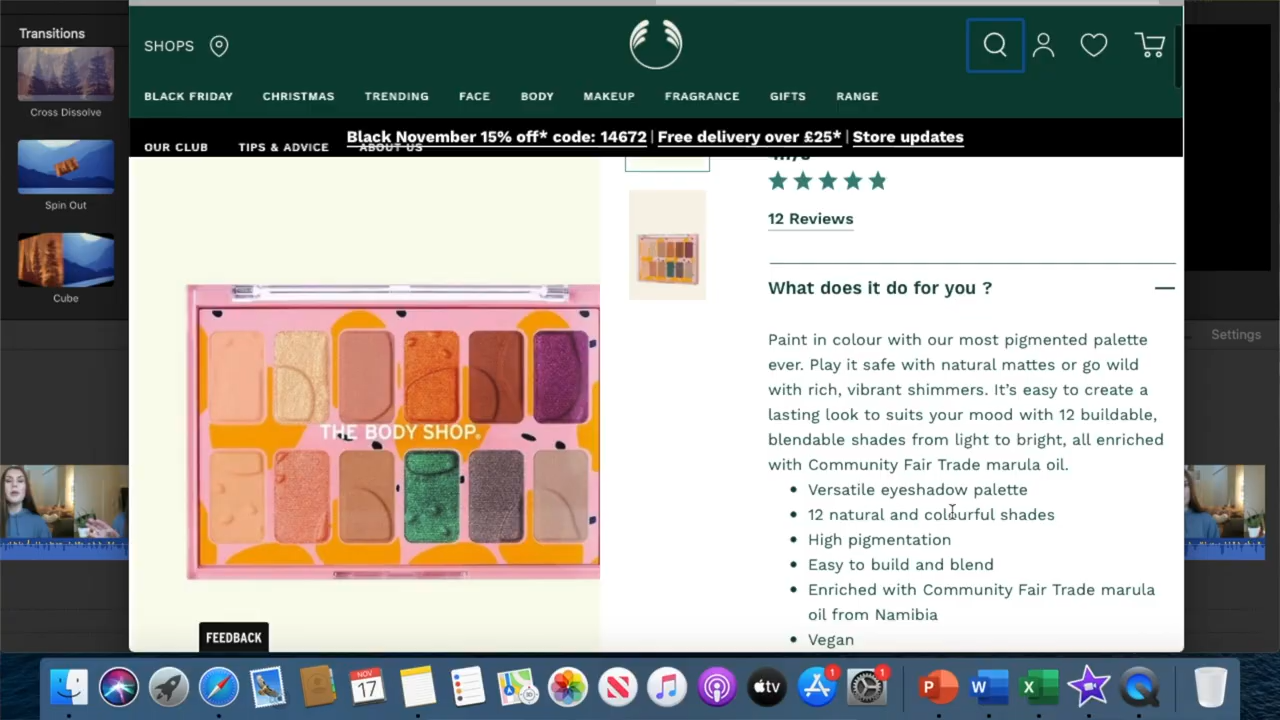 Transitions
Cross Dissolve
Spin Out
Cube
SHOPS
BLACK FRIDAY CHRISTMAS TRENDING FACE BODY MAKEUP FRAGRANCE GIFTS RANGE
OUR CLUB TIPS & ADVICE ABOUT US
Black November 15% off* code: 14672 | Free delivery over £25* | Store updates
12 Reviews
What does it do for you ?
Paint in colour with our most pigmented palette
ever. Play it safe with natural mattes or go wild
with rich, vibrant shimmers. It's easy to create a
lasting look to suits your mood with 12 buildable,
blendable shades from light to bright, all enriched
with Community Fair Trade marula oil.
• Versatile eyeshadow palette
• 12 natural and colourful shades
• High pigmentation
• Easy to build and blend
• Enriched with Community Fair Trade marula
oil from Namibia
• Vegan
THE BODY SHOP®
FEEDBACK
Settings
NOV
17
tv
1
1
P
W
X